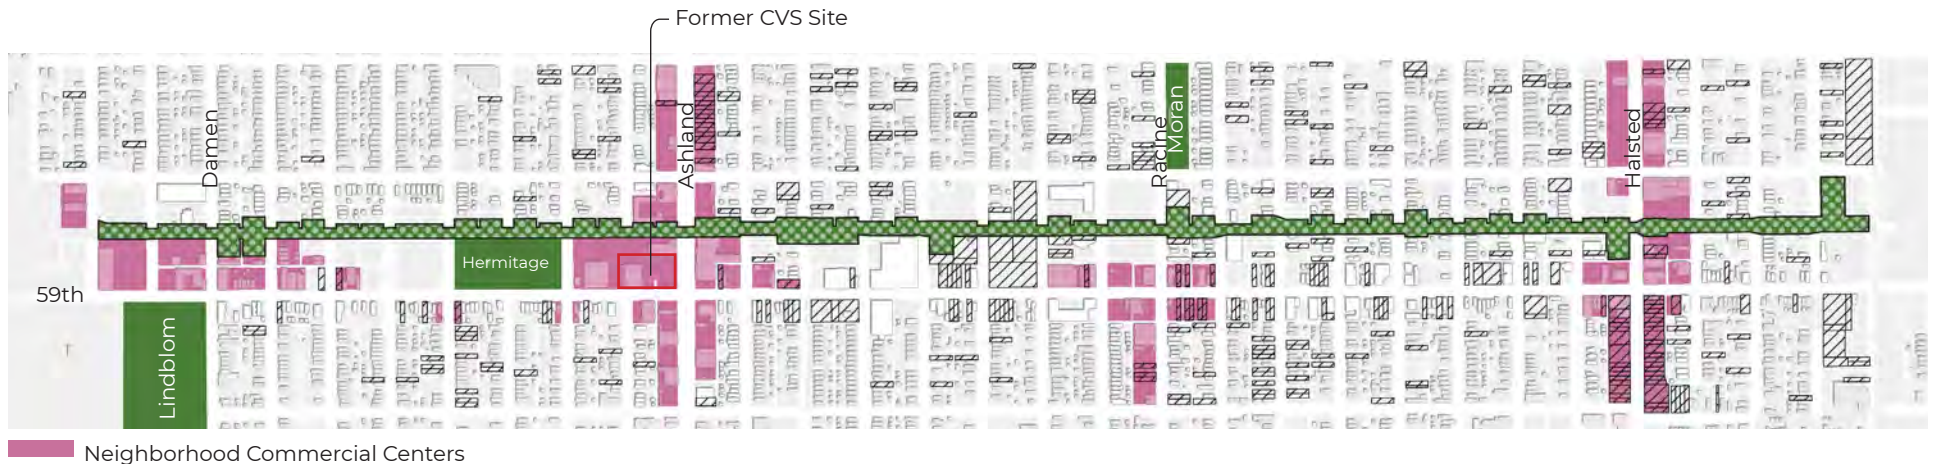 Former CVS Site
Damen
Ashland
Racine
Moran
Halsted
Hermitage
59th
Lindblom
Neighborhood Commercial Centers